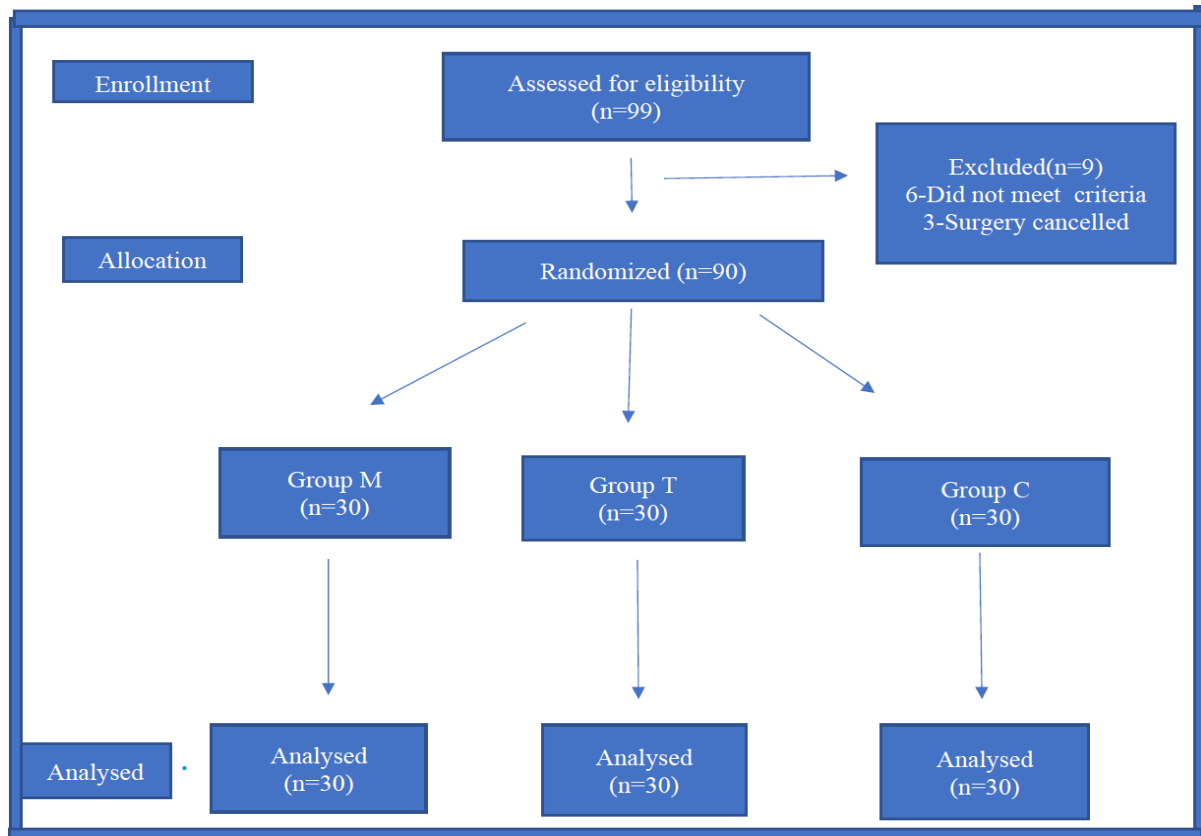 Enrollment
Assessed for eligibility
(n=99)
Excluded(n=9)
6-Did not meet criteria
3-Surgery cancelled
Allocation
Randomized (n=90)
Group M
(n=30)
Group T
(n=30)
Group C
(n=30)
Analysed
Analysed
(n=30)
Analysed
(n=30)
Analysed
(n=30)